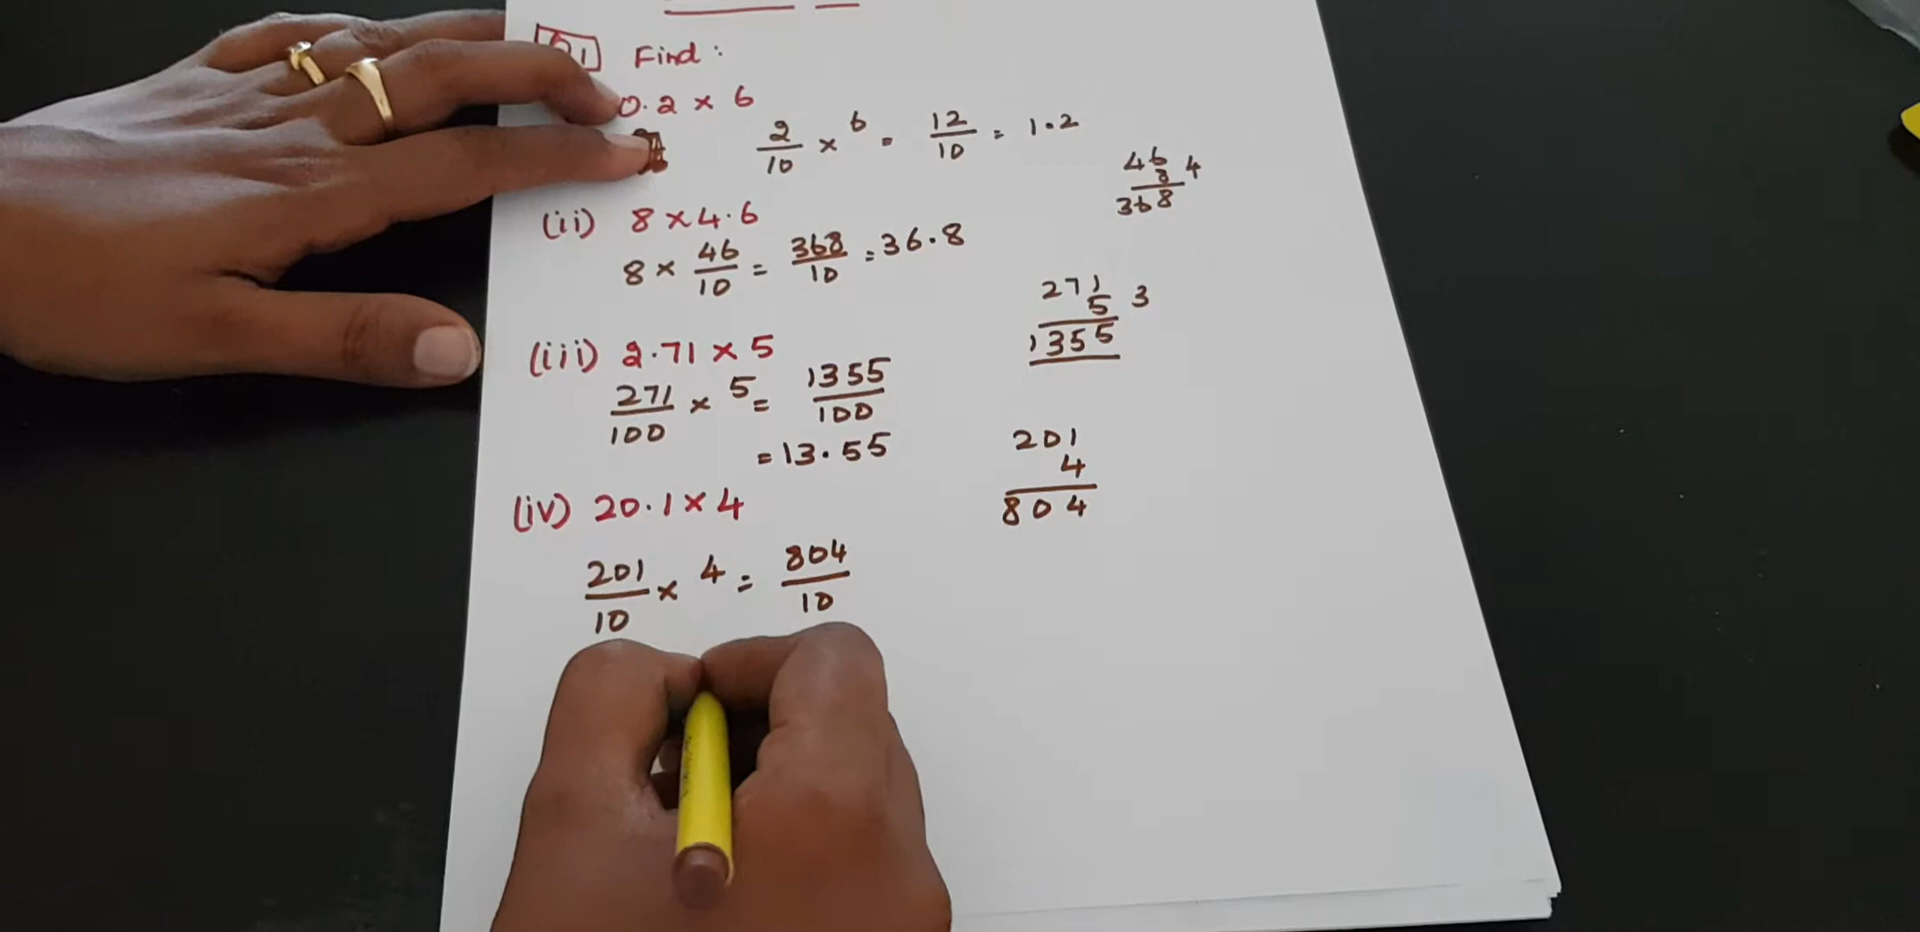 Find :
0.2 × 6
2/10 × 6 = 12/10 = 1.2
46
8 4
368
(ii) 8 × 4.6
8 × 46/10 = 368/10 = 36.8
271
5 3
1355
(iii) 2.71 × 5
271/100 × 5 = 1355/100
= 13.55
201
4
804
(iv) 20.1 × 4
201/10 × 4 = 804/10